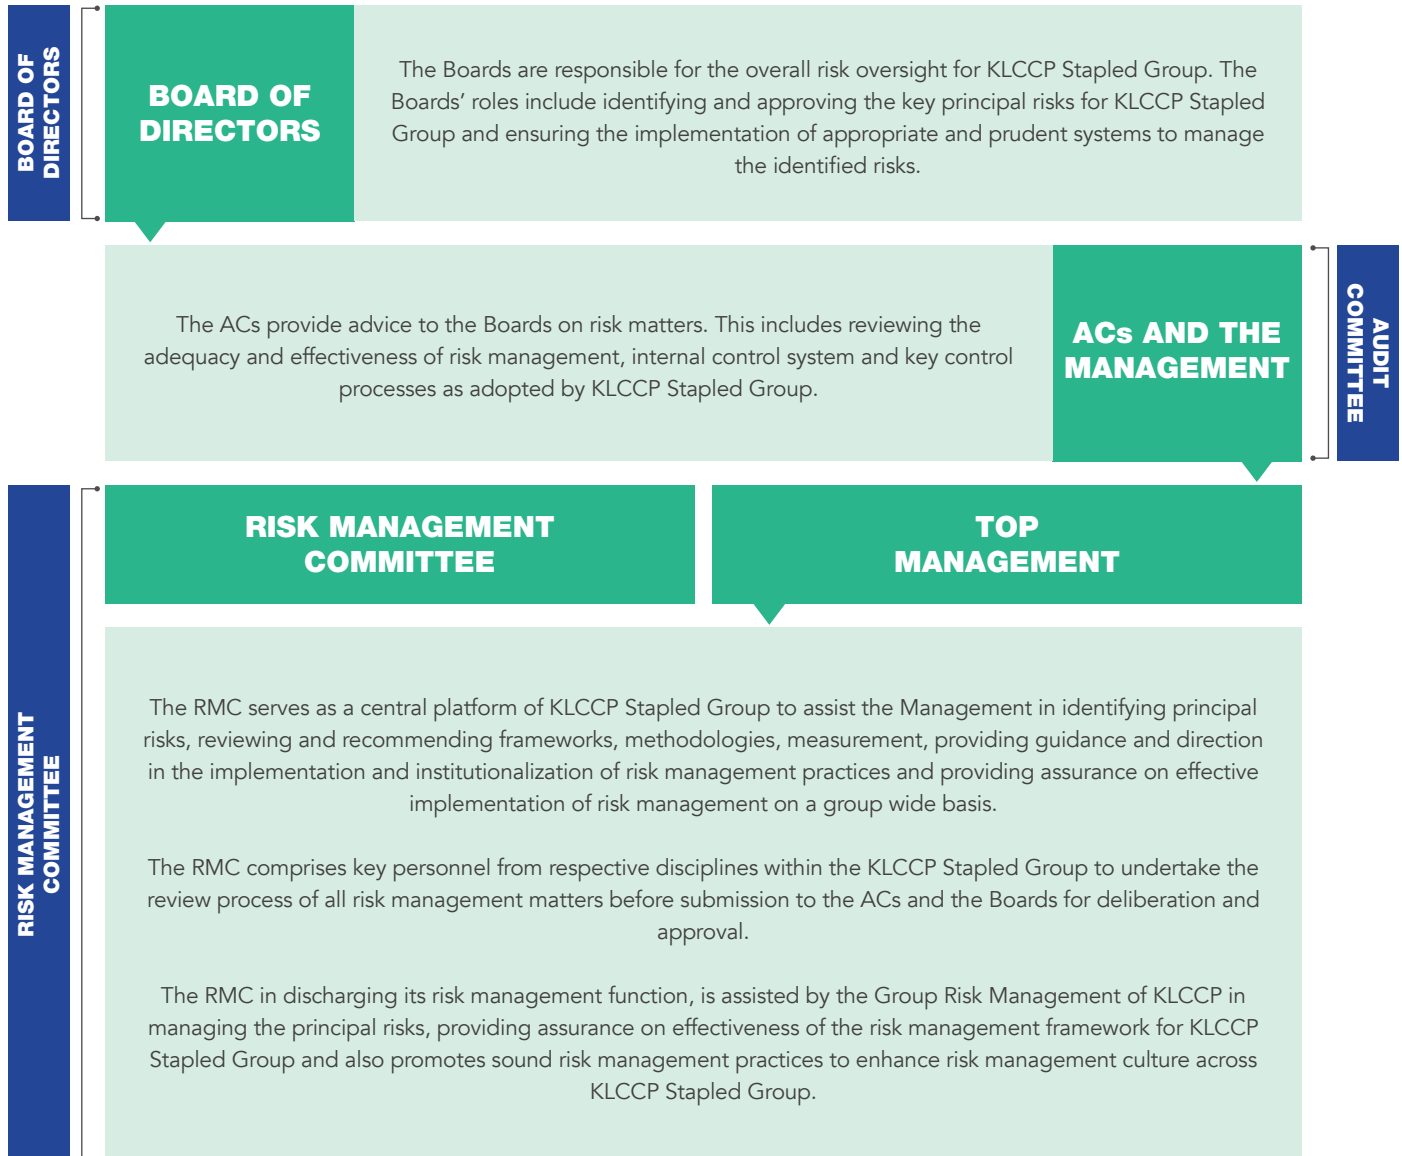 BOARD OF
DIRECTORS
BOARD OF
DIRECTORS
The Boards are responsible for the overall risk oversight for KLCCP Stapled Group. The
Boards’ roles include identifying and approving the key principal risks for KLCCP Stapled
Group and ensuring the implementation of appropriate and prudent systems to manage
the identified risks.
The ACs provide advice to the Boards on risk matters. This includes reviewing the
adequacy and effectiveness of risk management, internal control system and key control
processes as adopted by KLCCP Stapled Group.
ACs AND THE
MANAGEMENT
AUDIT
COMMITTEE
RISK MANAGEMENT
COMMITTEE
RISK MANAGEMENT
COMMITTEE
TOP
MANAGEMENT
The RMC serves as a central platform of KLCCP Stapled Group to assist the Management in identifying principal
risks, reviewing and recommending frameworks, methodologies, measurement, providing guidance and direction
in the implementation and institutionalization of risk management practices and providing assurance on effective
implementation of risk management on a group wide basis.
The RMC comprises key personnel from respective disciplines within the KLCCP Stapled Group to undertake the
review process of all risk management matters before submission to the ACs and the Boards for deliberation and
approval.
The RMC in discharging its risk management function, is assisted by the Group Risk Management of KLCCP in
managing the principal risks, providing assurance on effectiveness of the risk management framework for KLCCP
Stapled Group and also promotes sound risk management practices to enhance risk management culture across
KLCCP Stapled Group.